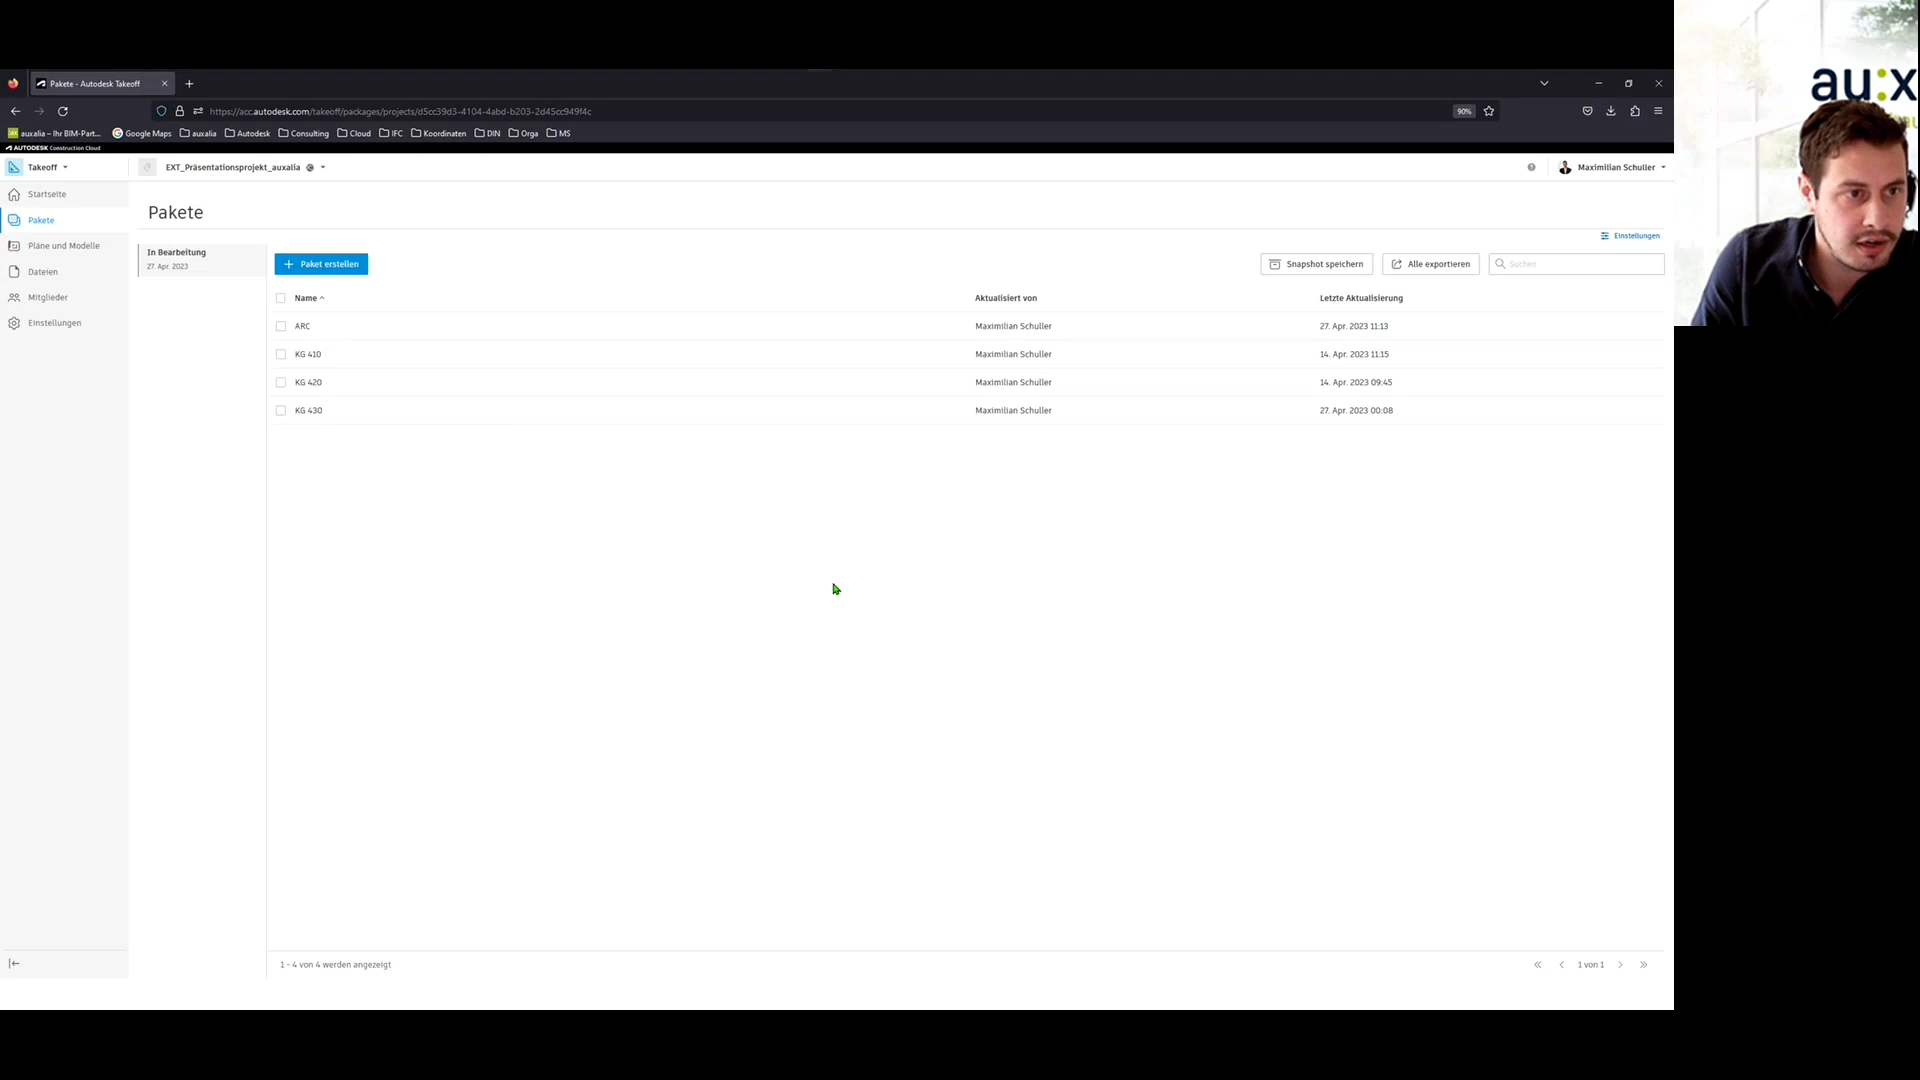 Pakete - Autodesk Takeoff
https://acc.autodesk.com/takeoff/packages/projects/d5cc39d3-4104-4abd-b203-2d45cc949f4c
90%
auxalia – Ihr BIM-Part...
Google Maps
auxalia
Autodesk
Consulting
Cloud
IFC
Koordinaten
DIN
Orga
MS
AUTODESK Construction Cloud
Takeoff
EXT_Präsentationsprojekt_auxalia
Maximilian Schuller
Startseite
Pakete
Pläne und Modelle
Dateien
Mitglieder
Einstellungen
Pakete
Einstellungen
In Bearbeitung
27. Apr. 2023
Paket erstellen
Snapshot speichern
Alle exportieren
Suchen
Name Aktualisiert von Letzte Aktualisierung
ARC Maximilian Schuller 27. Apr. 2023 11:13
KG 410 Maximilian Schuller 14. Apr. 2023 11:15
KG 420 Maximilian Schuller 14. Apr. 2023 09:45
KG 430 Maximilian Schuller 27. Apr. 2023 00:08
1 - 4 von 4 werden angezeigt
1 von 1
au:x